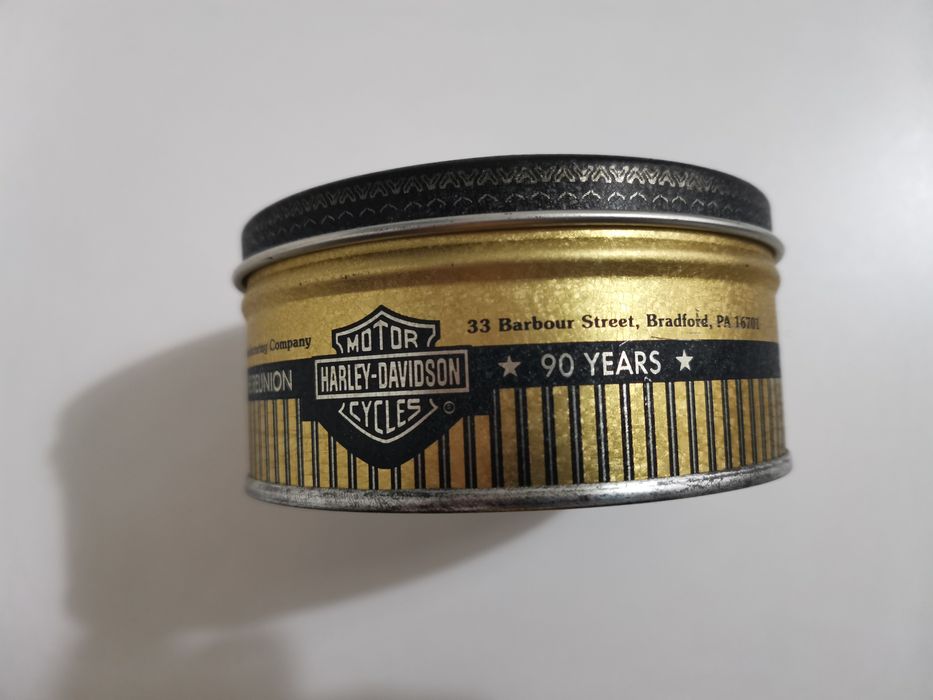 Company
33 Barbour Street, Bradford, PA 16701
REUNION
MOTOR
HARLEY-DAVIDSON
CYCLES
©
★ 90 YEARS ★